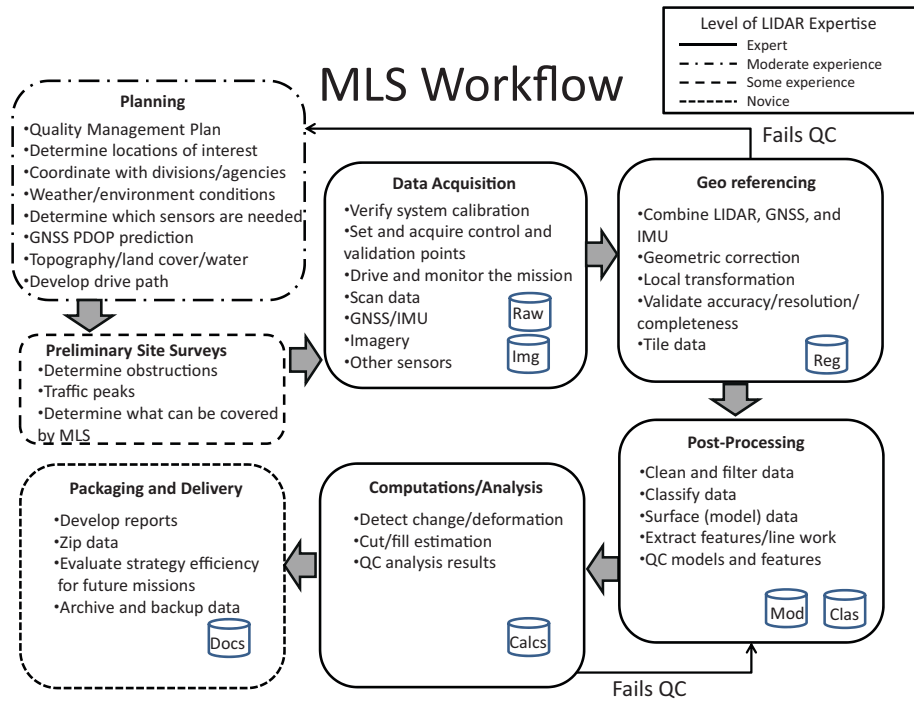 MLS Workflow
Level of LIDAR Expertise
Expert
Moderate experience
Some experience
Novice
Planning
•Quality Management Plan
•Determine locations of interest
•Coordinate with divisions/agencies
•Weather/environment conditions
•Determine which sensors are needed
•GNSS PDOP prediction
•Topography/land cover/water
•Develop drive path
Preliminary Site Surveys
•Determine obstructions
•Traffic peaks
•Determine what can be covered
by MLS
Data Acquisition
•Verify system calibration
•Set and acquire control and
validation points
•Drive and monitor the mission
•Scan data
•GNSS/IMU
•Imagery
•Other sensors
Raw
Img
Fails QC
Geo referencing
•Combine LIDAR, GNSS, and
IMU
•Geometric correction
•Local transformation
•Validate accuracy/resolution/
completeness
•Tile data
Reg
Post-Processing
•Clean and filter data
•Classify data
•Surface (model) data
•Extract features/line work
•QC models and features
Mod
Clas
Computations/Analysis
•Detect change/deformation
•Cut/fill estimation
•QC analysis results
Calcs
Fails QC
Packaging and Delivery
•Develop reports
•Zip data
•Evaluate strategy efficiency
for future missions
•Archive and backup data
Docs